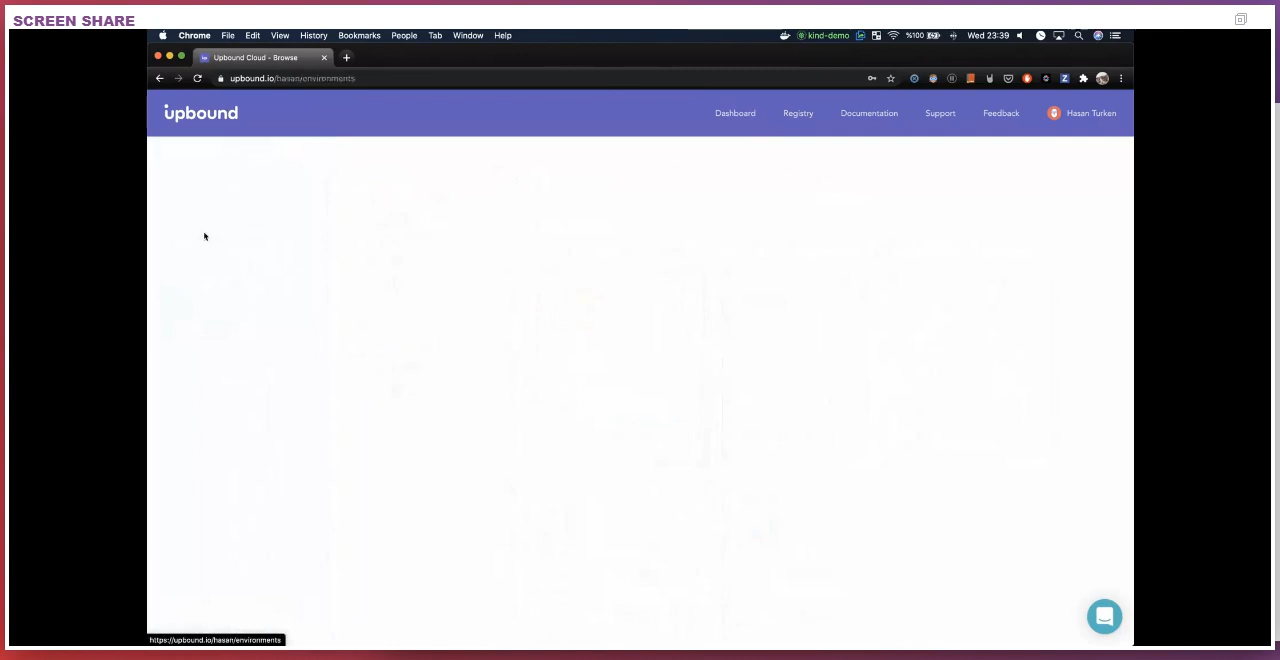 SCREEN SHARE
Chrome File Edit View History Bookmarks People Tab Window Help kind-demo %100 Wed 23:39
Upbound Cloud - Browse
upbound.io/hasan/environments
upbound Dashboard Registry Documentation Support Feedback Hasan Turken
https://upbound.io/hasan/environments